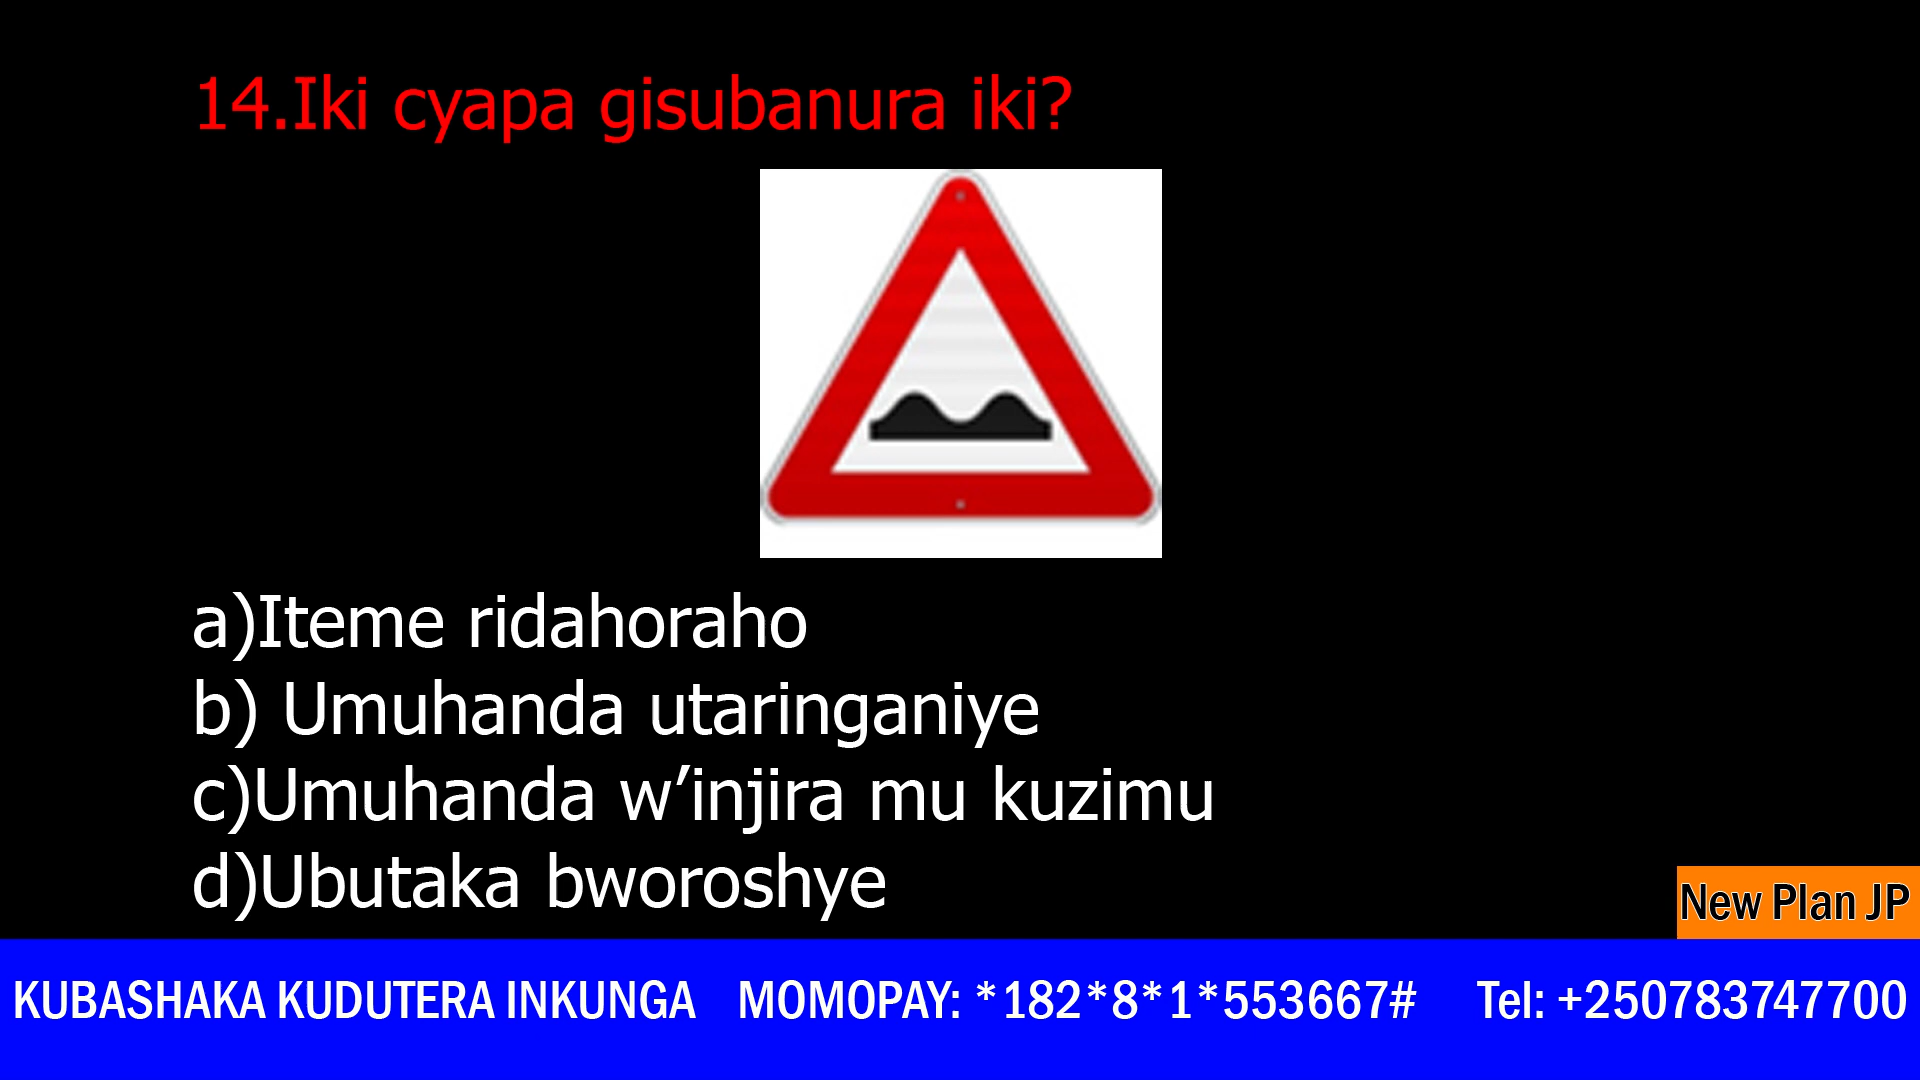 14.Iki cyapa gisubanura iki?
a)Iteme ridahoraho
b) Umuhanda utaringaniye
c)Umuhanda w’injira mu kuzimu
d)Ubutaka bworoshye
New Plan JP
KUBASHAKA KUDUTERA INKUNGA MOMOPAY: *182*8*1*553667# Tel: +250783747700